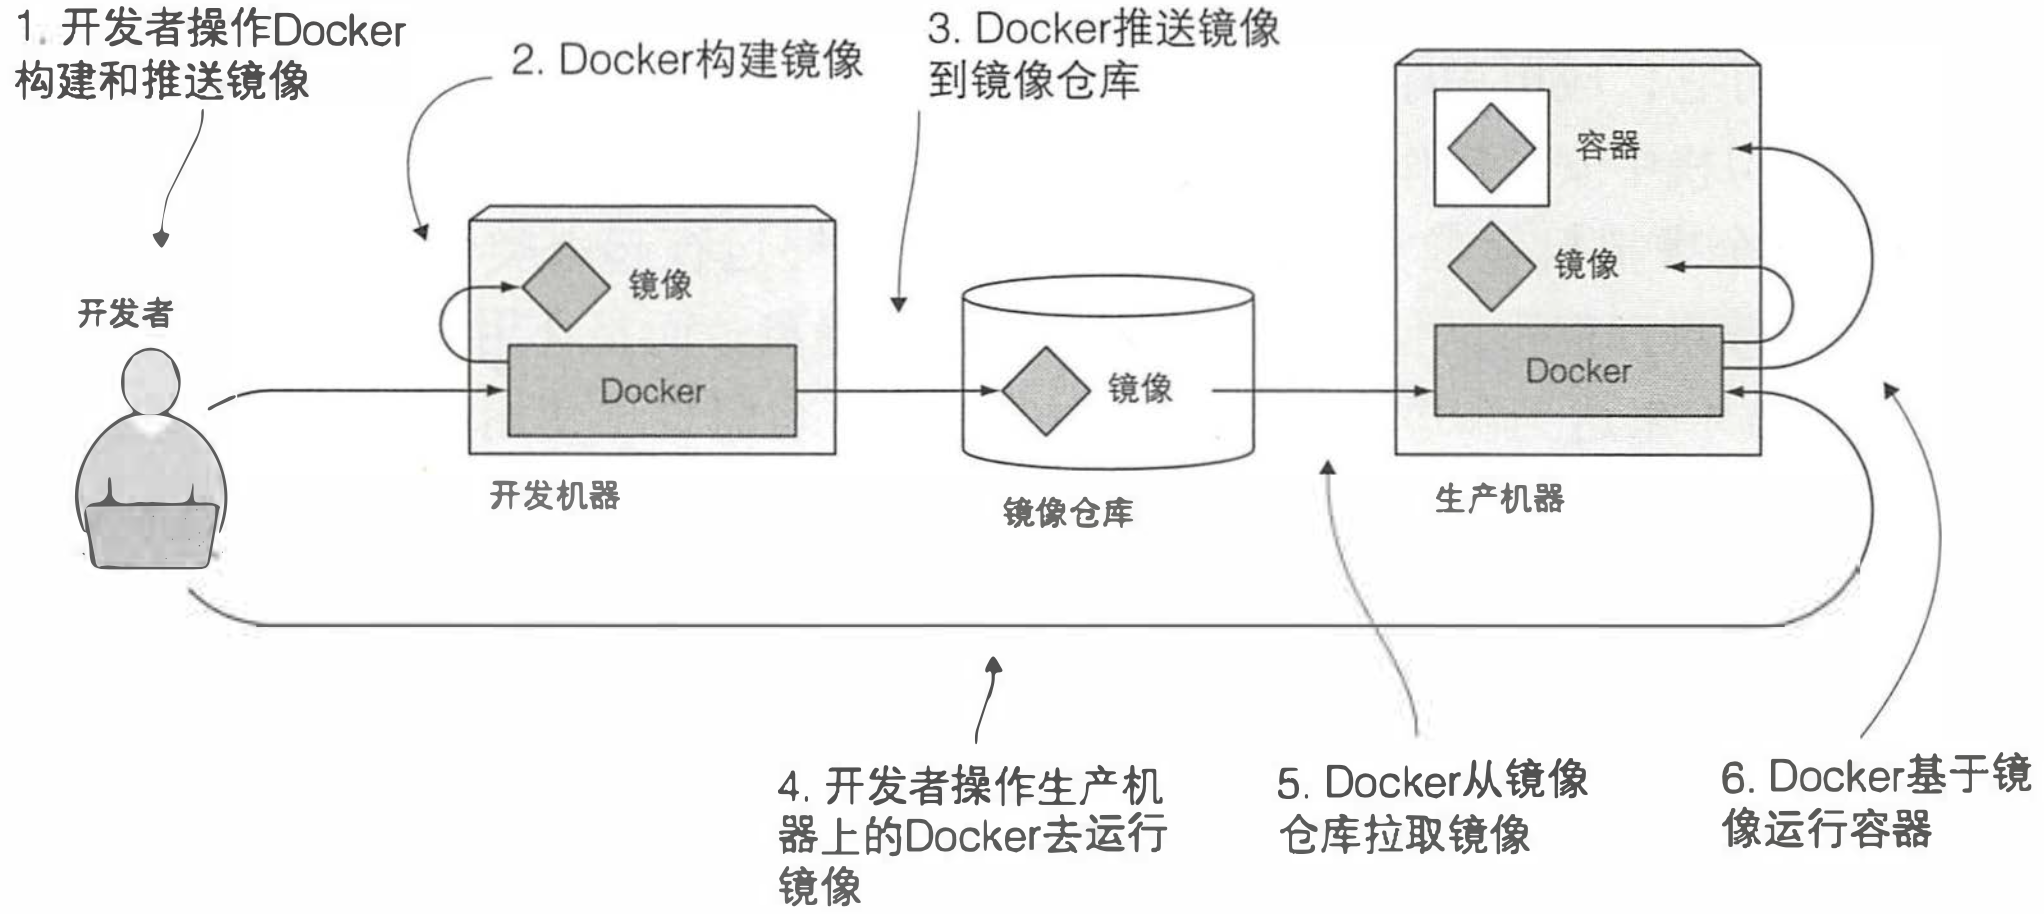 1. 开发者操作Docker
构建和推送镜像
2. Docker构建镜像
3. Docker推送镜像
到镜像仓库
容器
镜像
Docker
镜像
Docker
镜像
开发者
开发机器
镜像仓库
生产机器
4. 开发者操作生产机
器上的Docker去运行
镜像
5. Docker从镜像
仓库拉取镜像
6. Docker基于镜
像运行容器